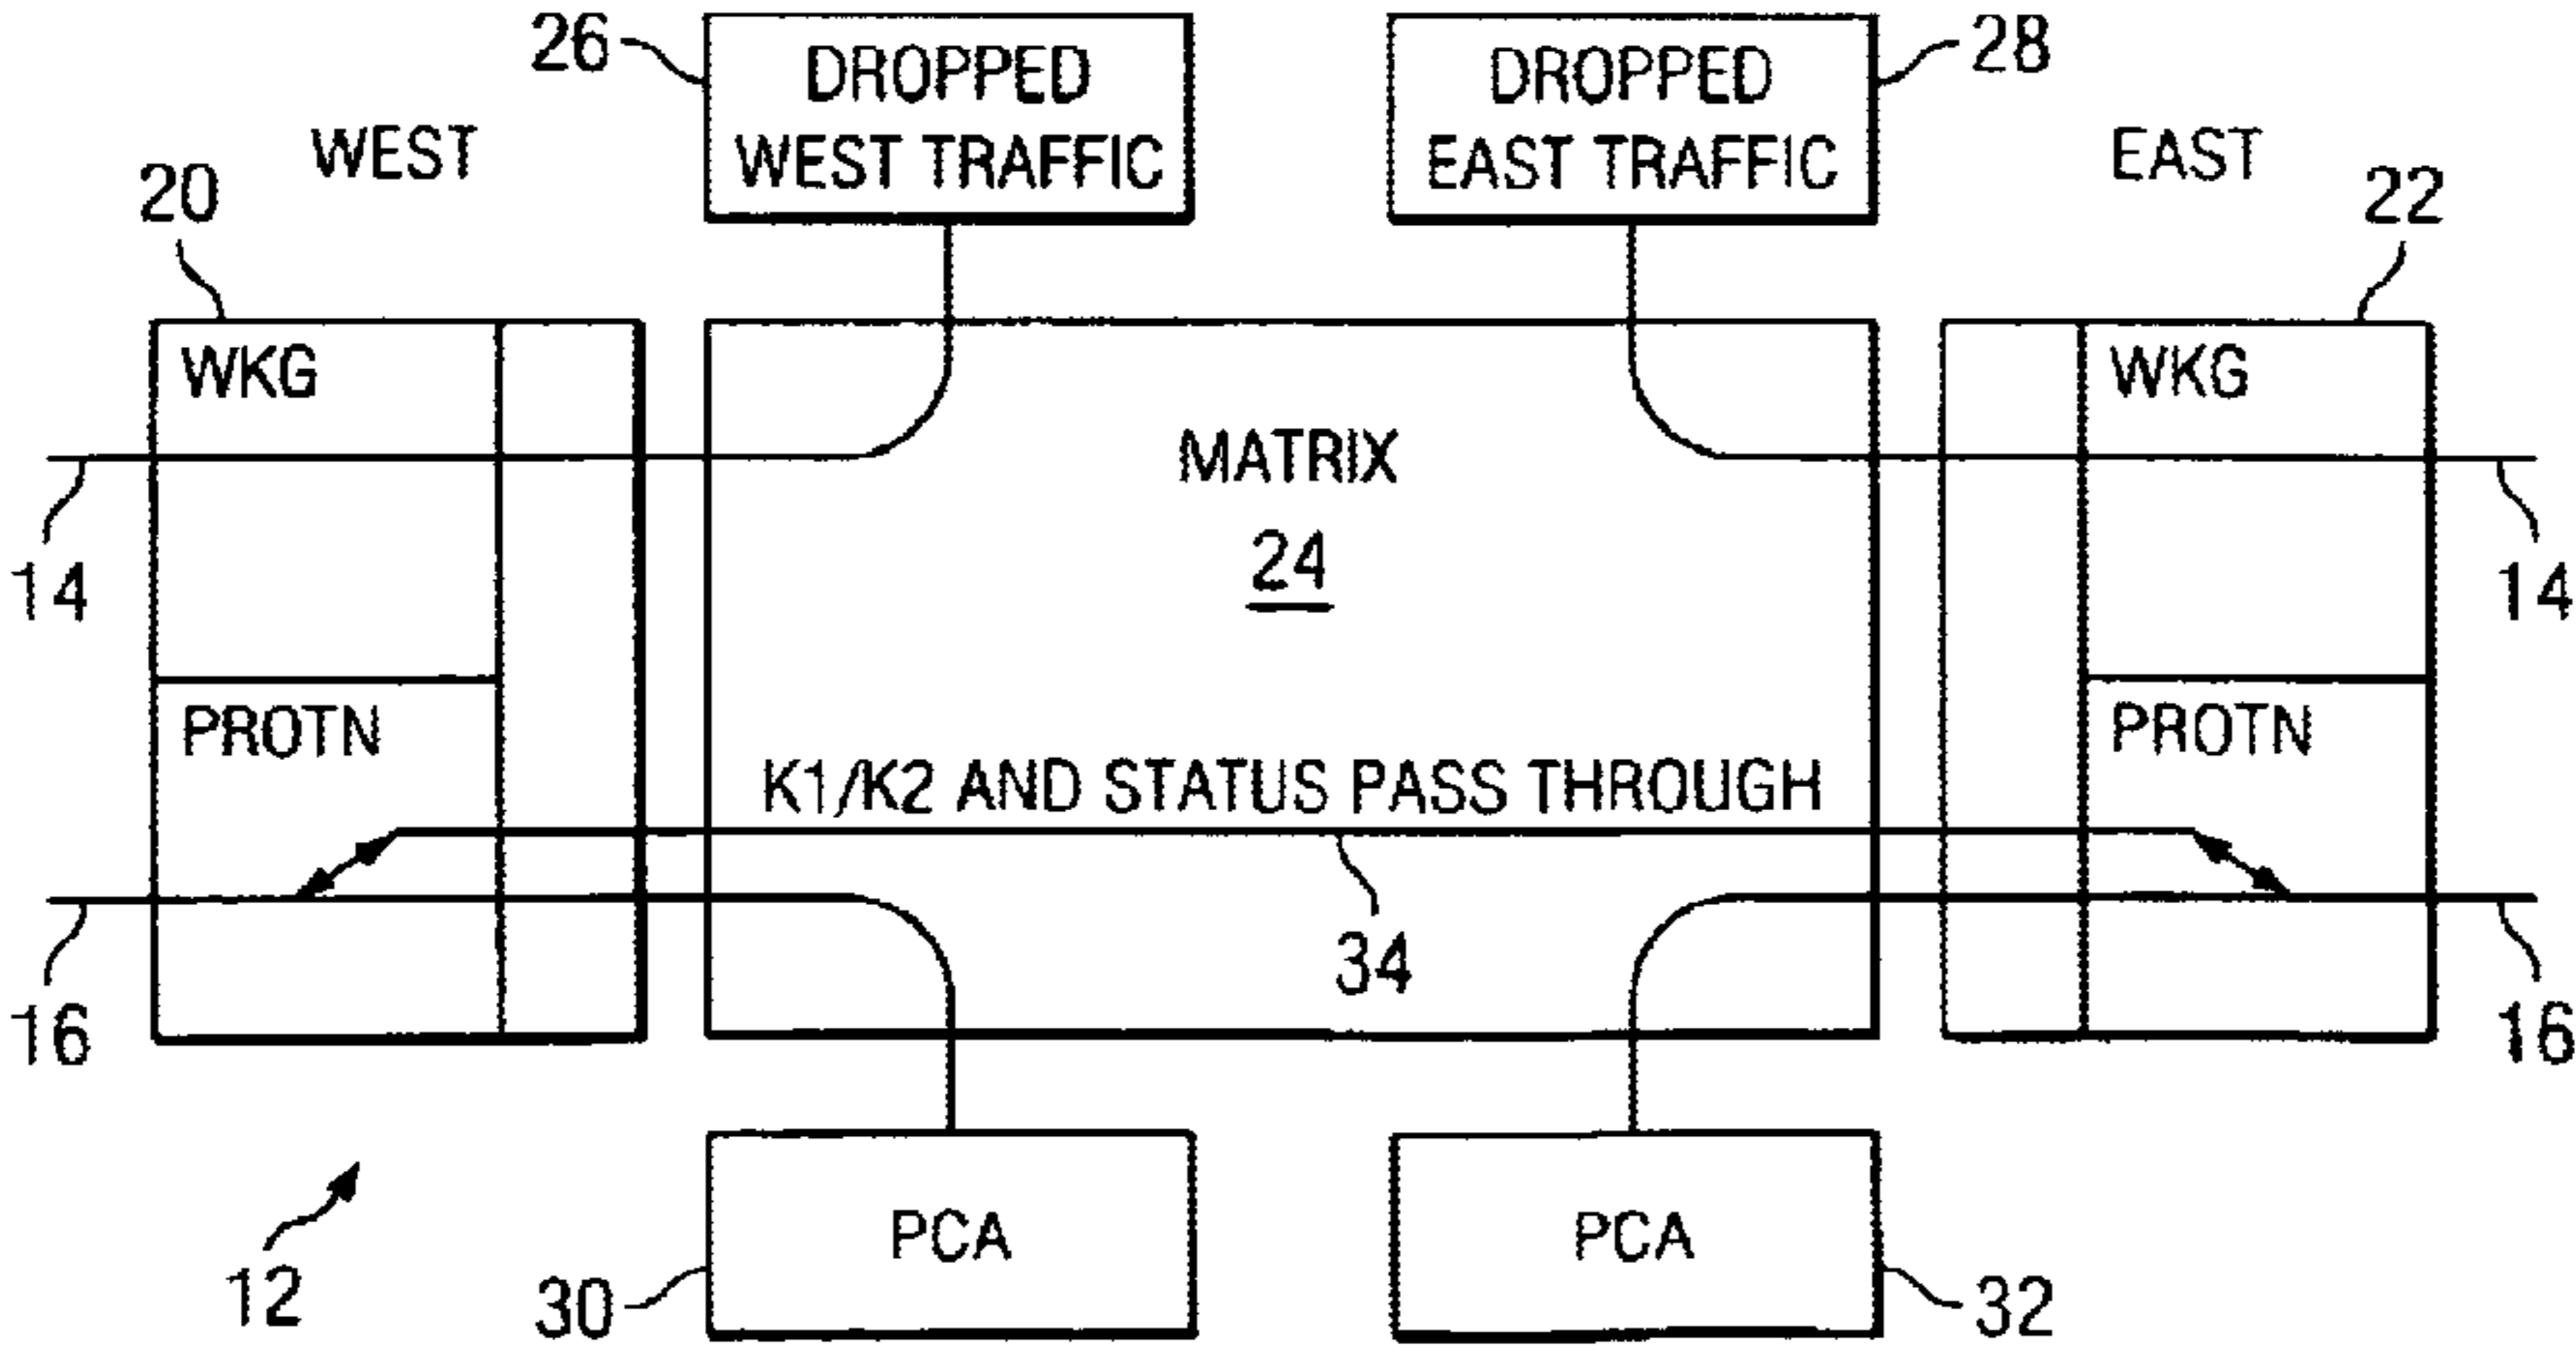 26
DROPPED
WEST TRAFFIC
DROPPED
EAST TRAFFIC
28
WEST
EAST
20
22
WKG
MATRIX
24
WKG
14
14
PROTN
PROTN
K1/K2 AND STATUS PASS THROUGH
34
16
16
12
30
PCA
PCA
32